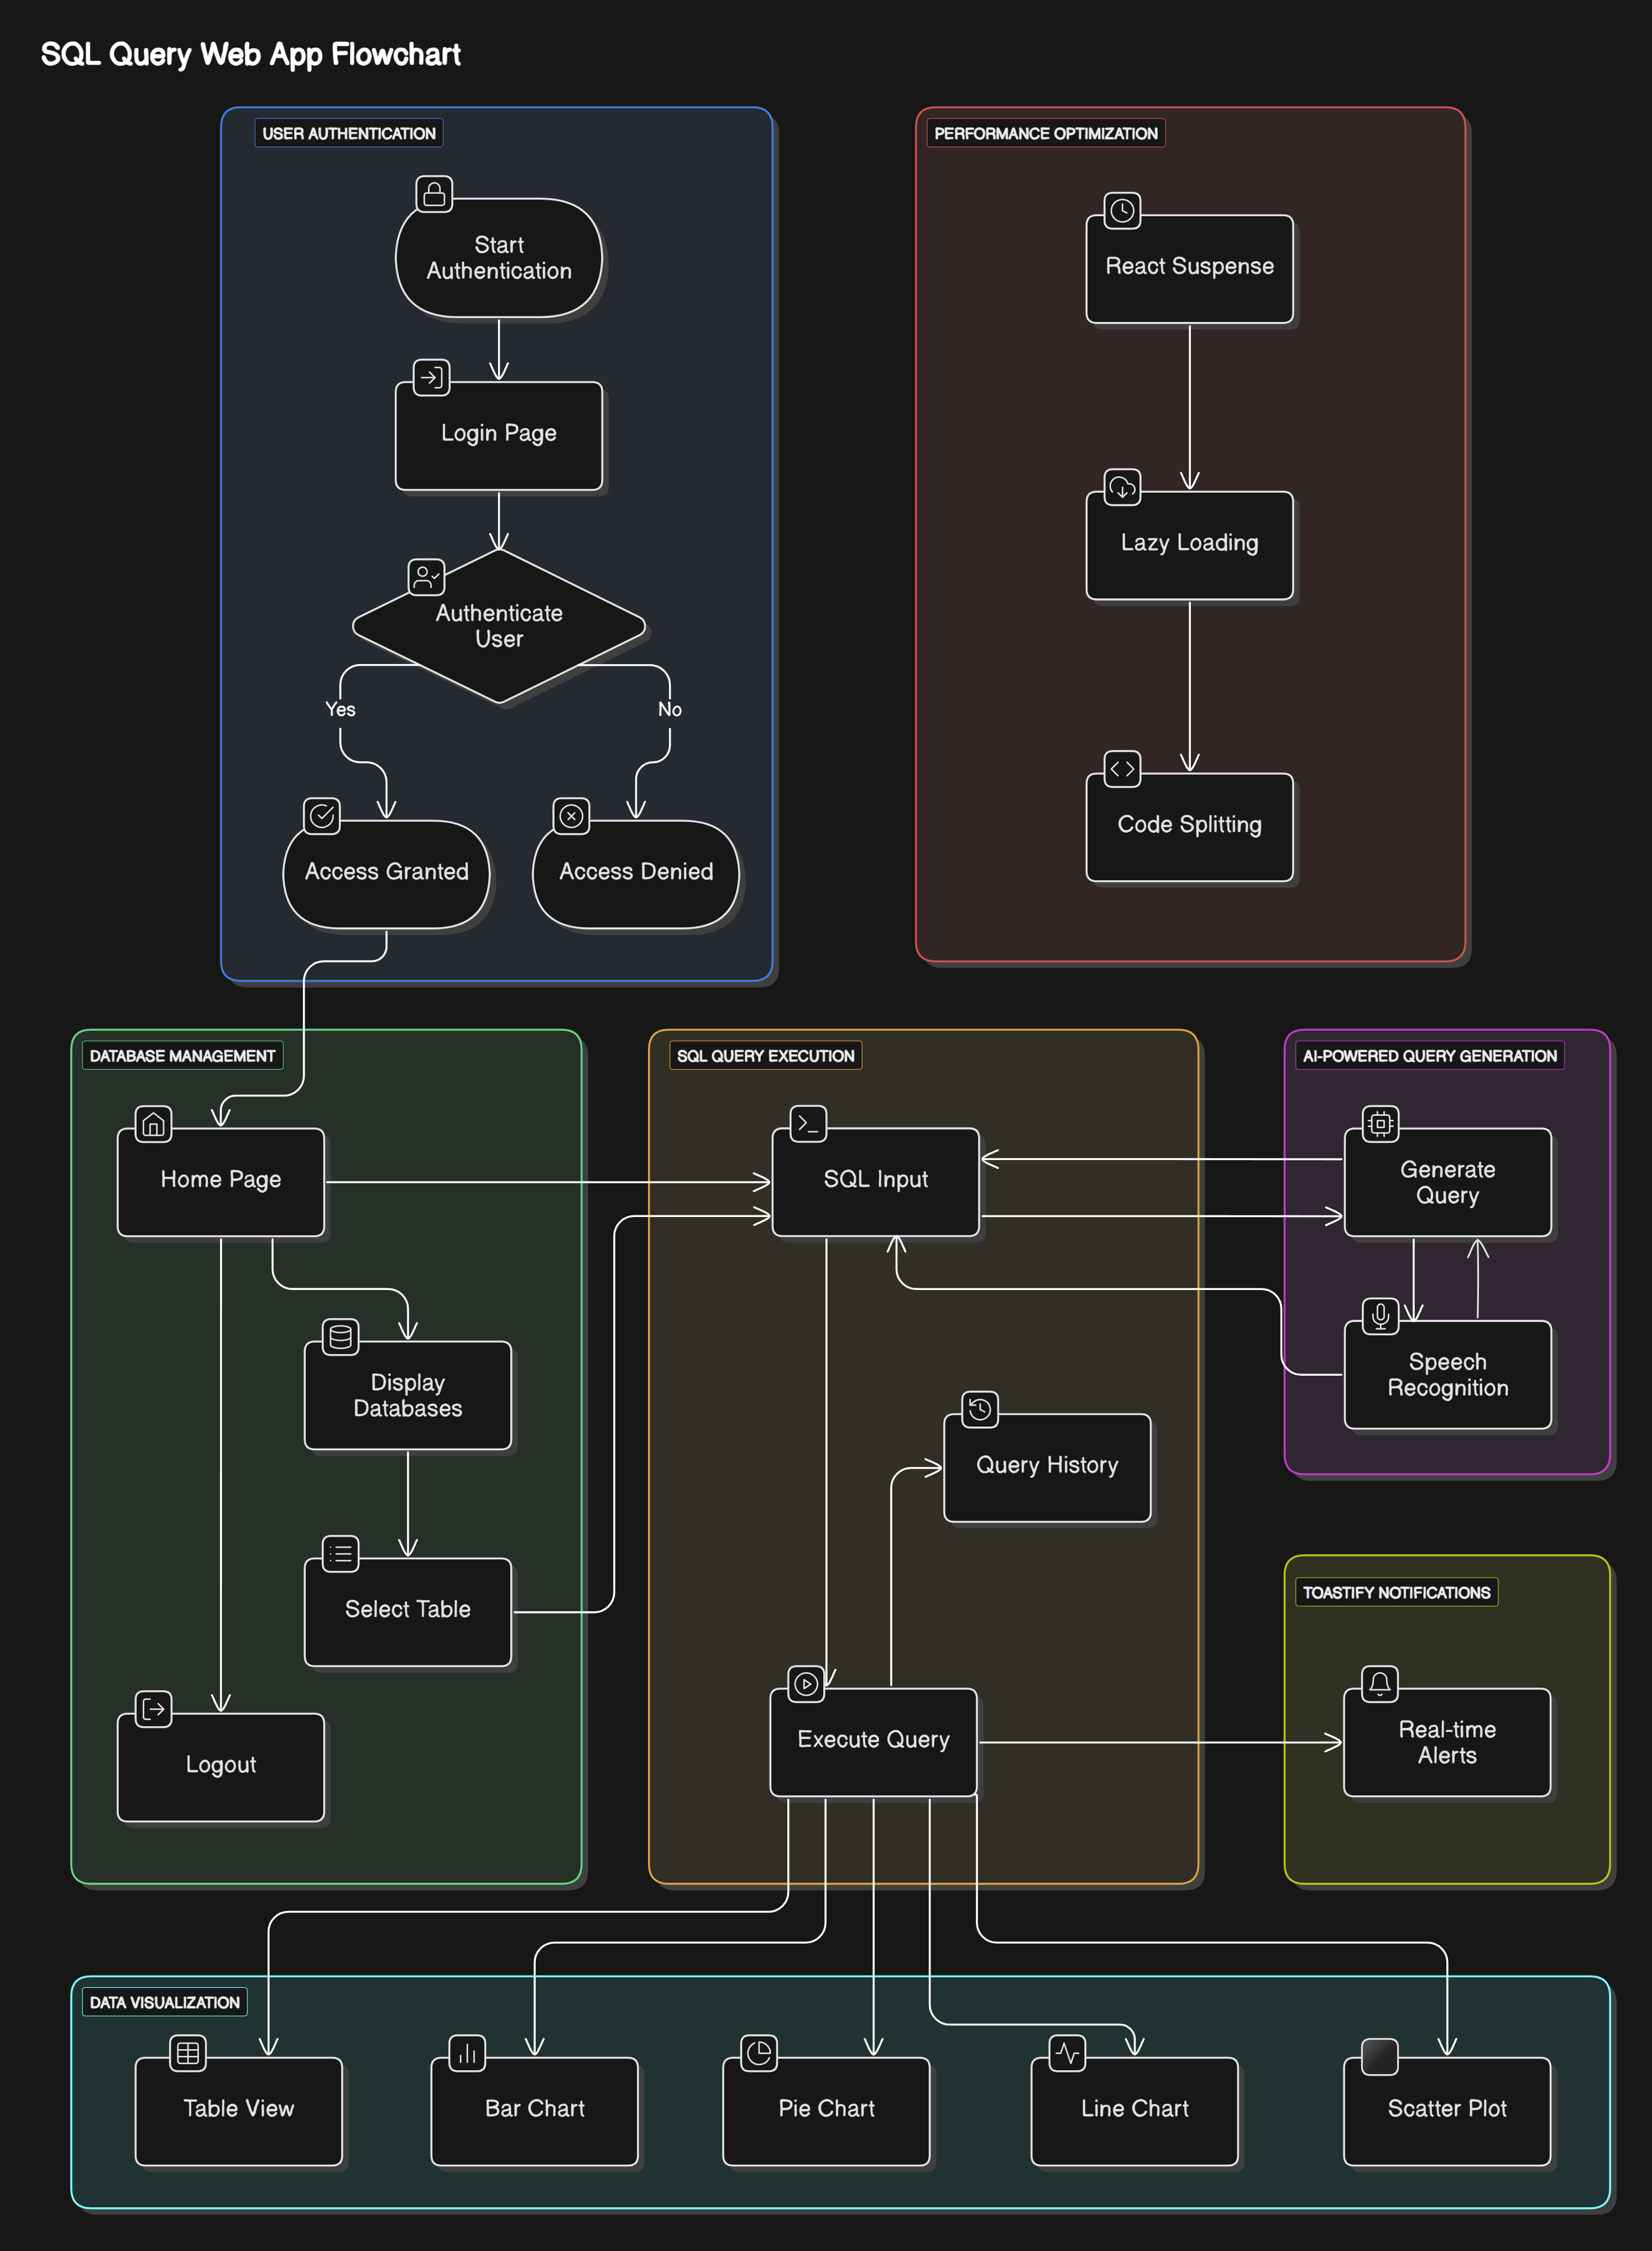 SQL Query Web App Flowchart
USER AUTHENTICATION
Start
Authentication
Login Page
Authenticate
User
Yes
No
Access Granted
Access Denied
PERFORMANCE OPTIMIZATION
React Suspense
Lazy Loading
Code Splitting
DATABASE MANAGEMENT
Home Page
Display
Databases
Select Table
Logout
SQL QUERY EXECUTION
SQL Input
Query History
Execute Query
AI-POWERED QUERY GENERATION
Generate
Query
Speech
Recognition
TOASTIFY NOTIFICATIONS
Real-time
Alerts
DATA VISUALIZATION
Table View
Bar Chart
Pie Chart
Line Chart
Scatter Plot